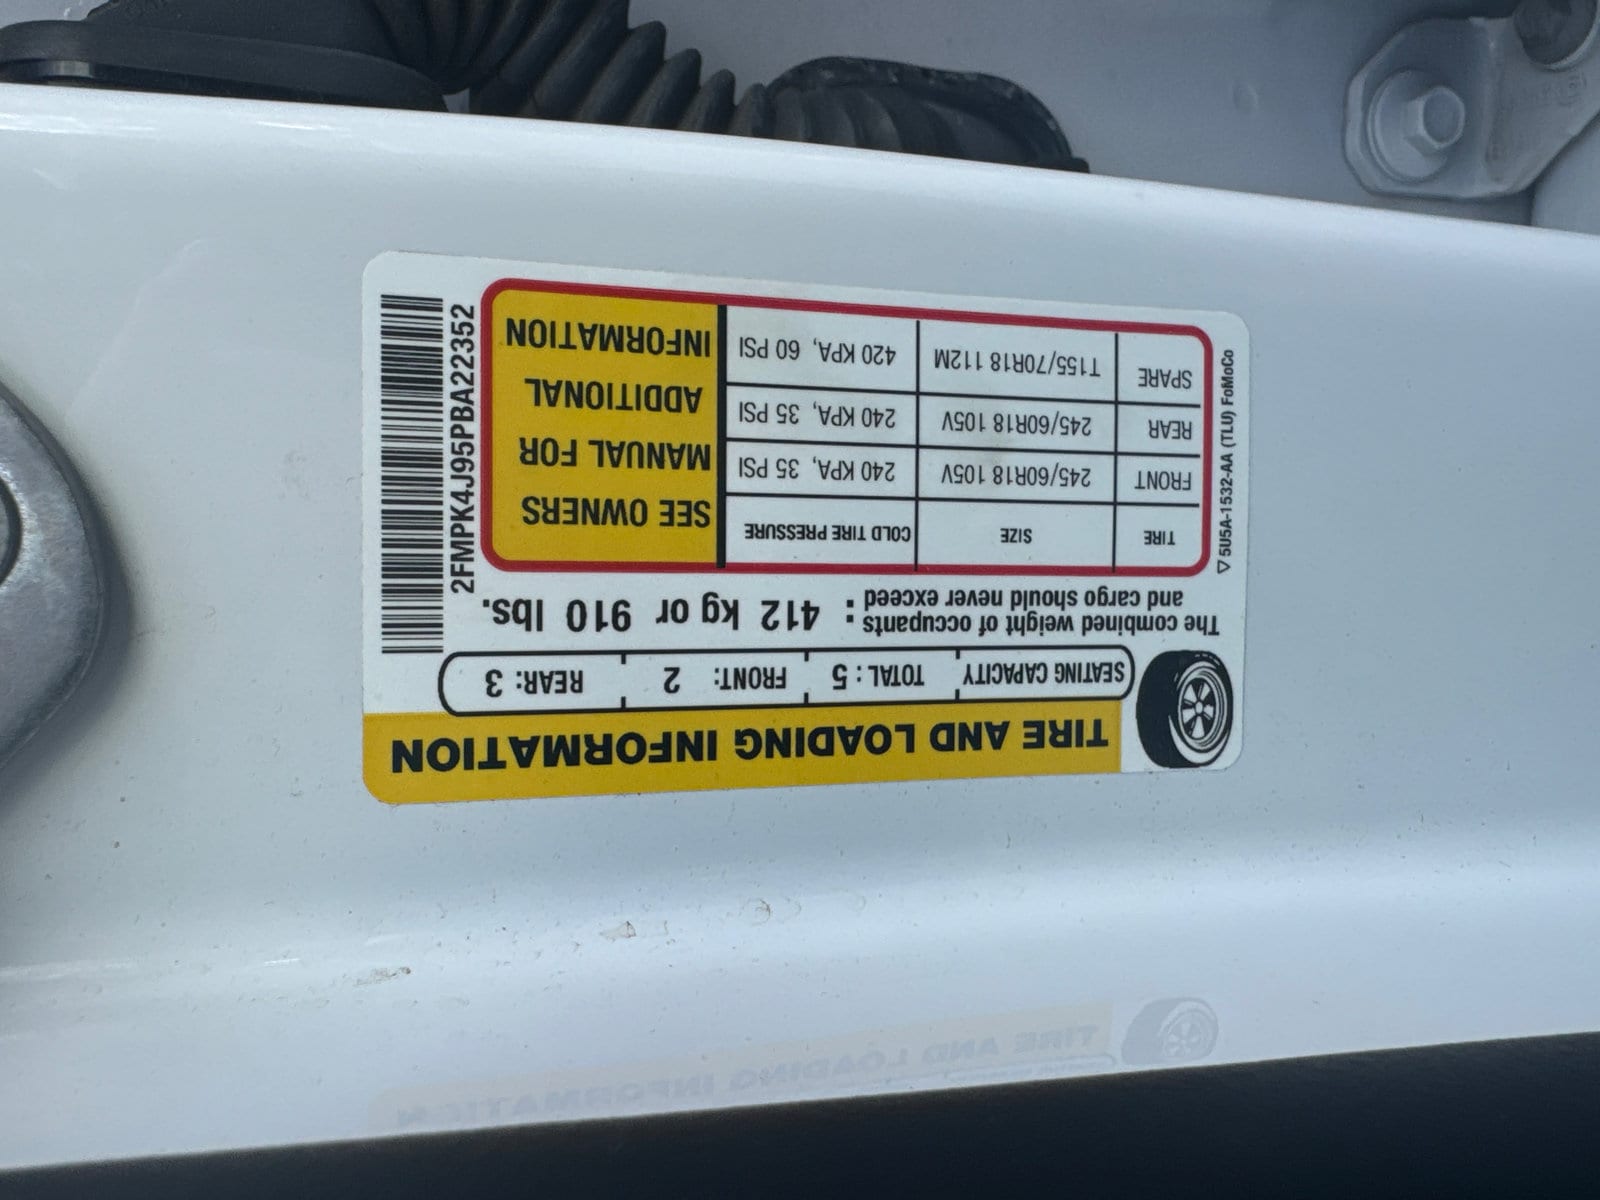 TIRE AND LOADING INFORMATION
SEATING CAPACITY TOTAL : 5 FRONT: 2 REAR: 3
The combined weight of occupants
and cargo should never exceed : 412 kg or 910 lbs.
TIRE SIZE COLD TIRE PRESSURE
FRONT 245/60R18 105V 240 KPA, 35 PSI
REAR 245/60R18 105V 240 KPA, 35 PSI
SPARE T155/70R18 112M 420 KPA, 60 PSI
SEE OWNERS
MANUAL FOR
ADDITIONAL
INFORMATION
▽ 5U5A-1532-AA (TLU) FoMoCo
2FMPK4J95PBA22352